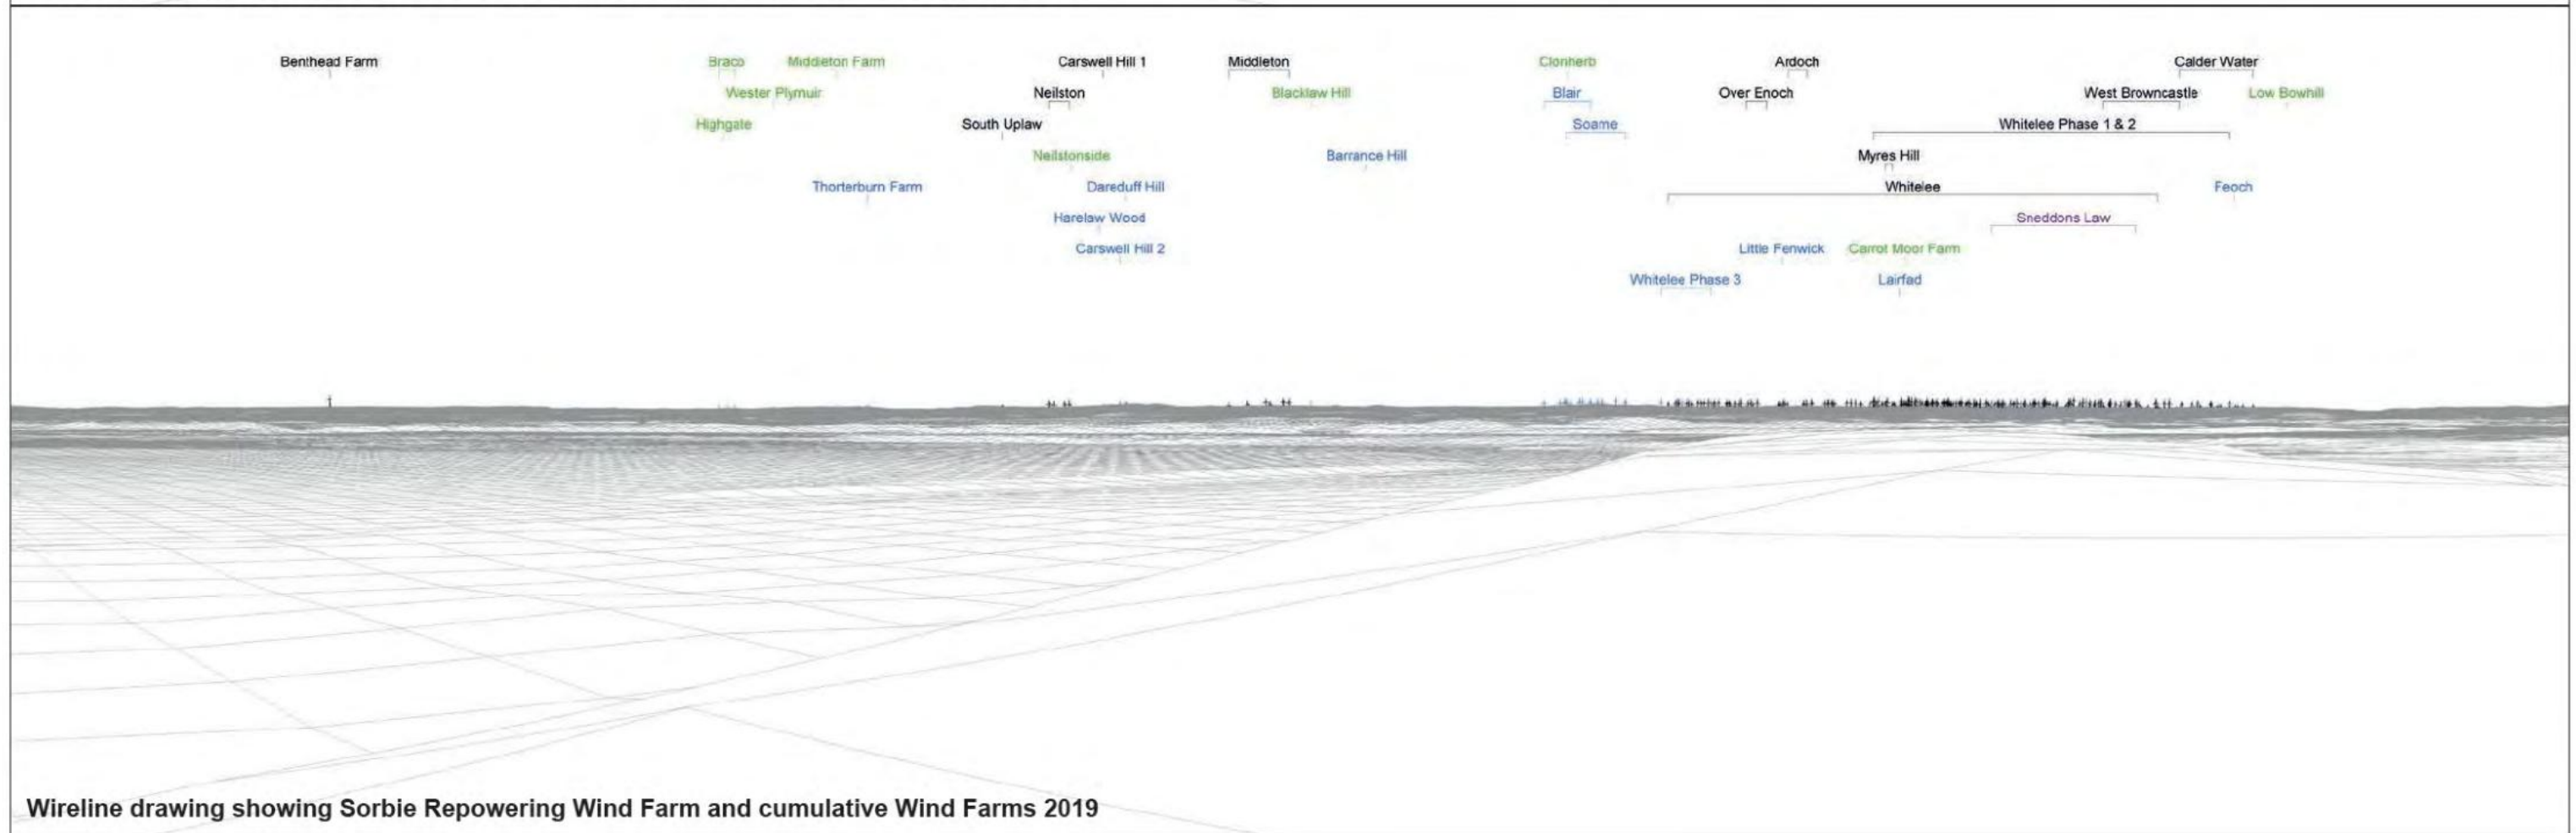 Benthead Farm
Braco
Middleton Farm
Carswell Hill 1
Middleton
Clonherb
Ardoch
Calder Water
Wester Plymuir
Neilston
Blacklaw Hill
Blair
Over Enoch
West Browncastle
Low Bowhill
Highgate
South Uplaw
Soame
Whitelee Phase 1 & 2
Neilstonside
Barrance Hill
Myres Hill
Thorterburn Farm
Dareduff Hill
Whitelee
Feoch
Harelaw Wood
Sneddons Law
Carswell Hill 2
Little Fenwick
Carrot Moor Farm
Whitelee Phase 3
Lairfad
Wireline drawing showing Sorbie Repowering Wind Farm and cumulative Wind Farms 2019